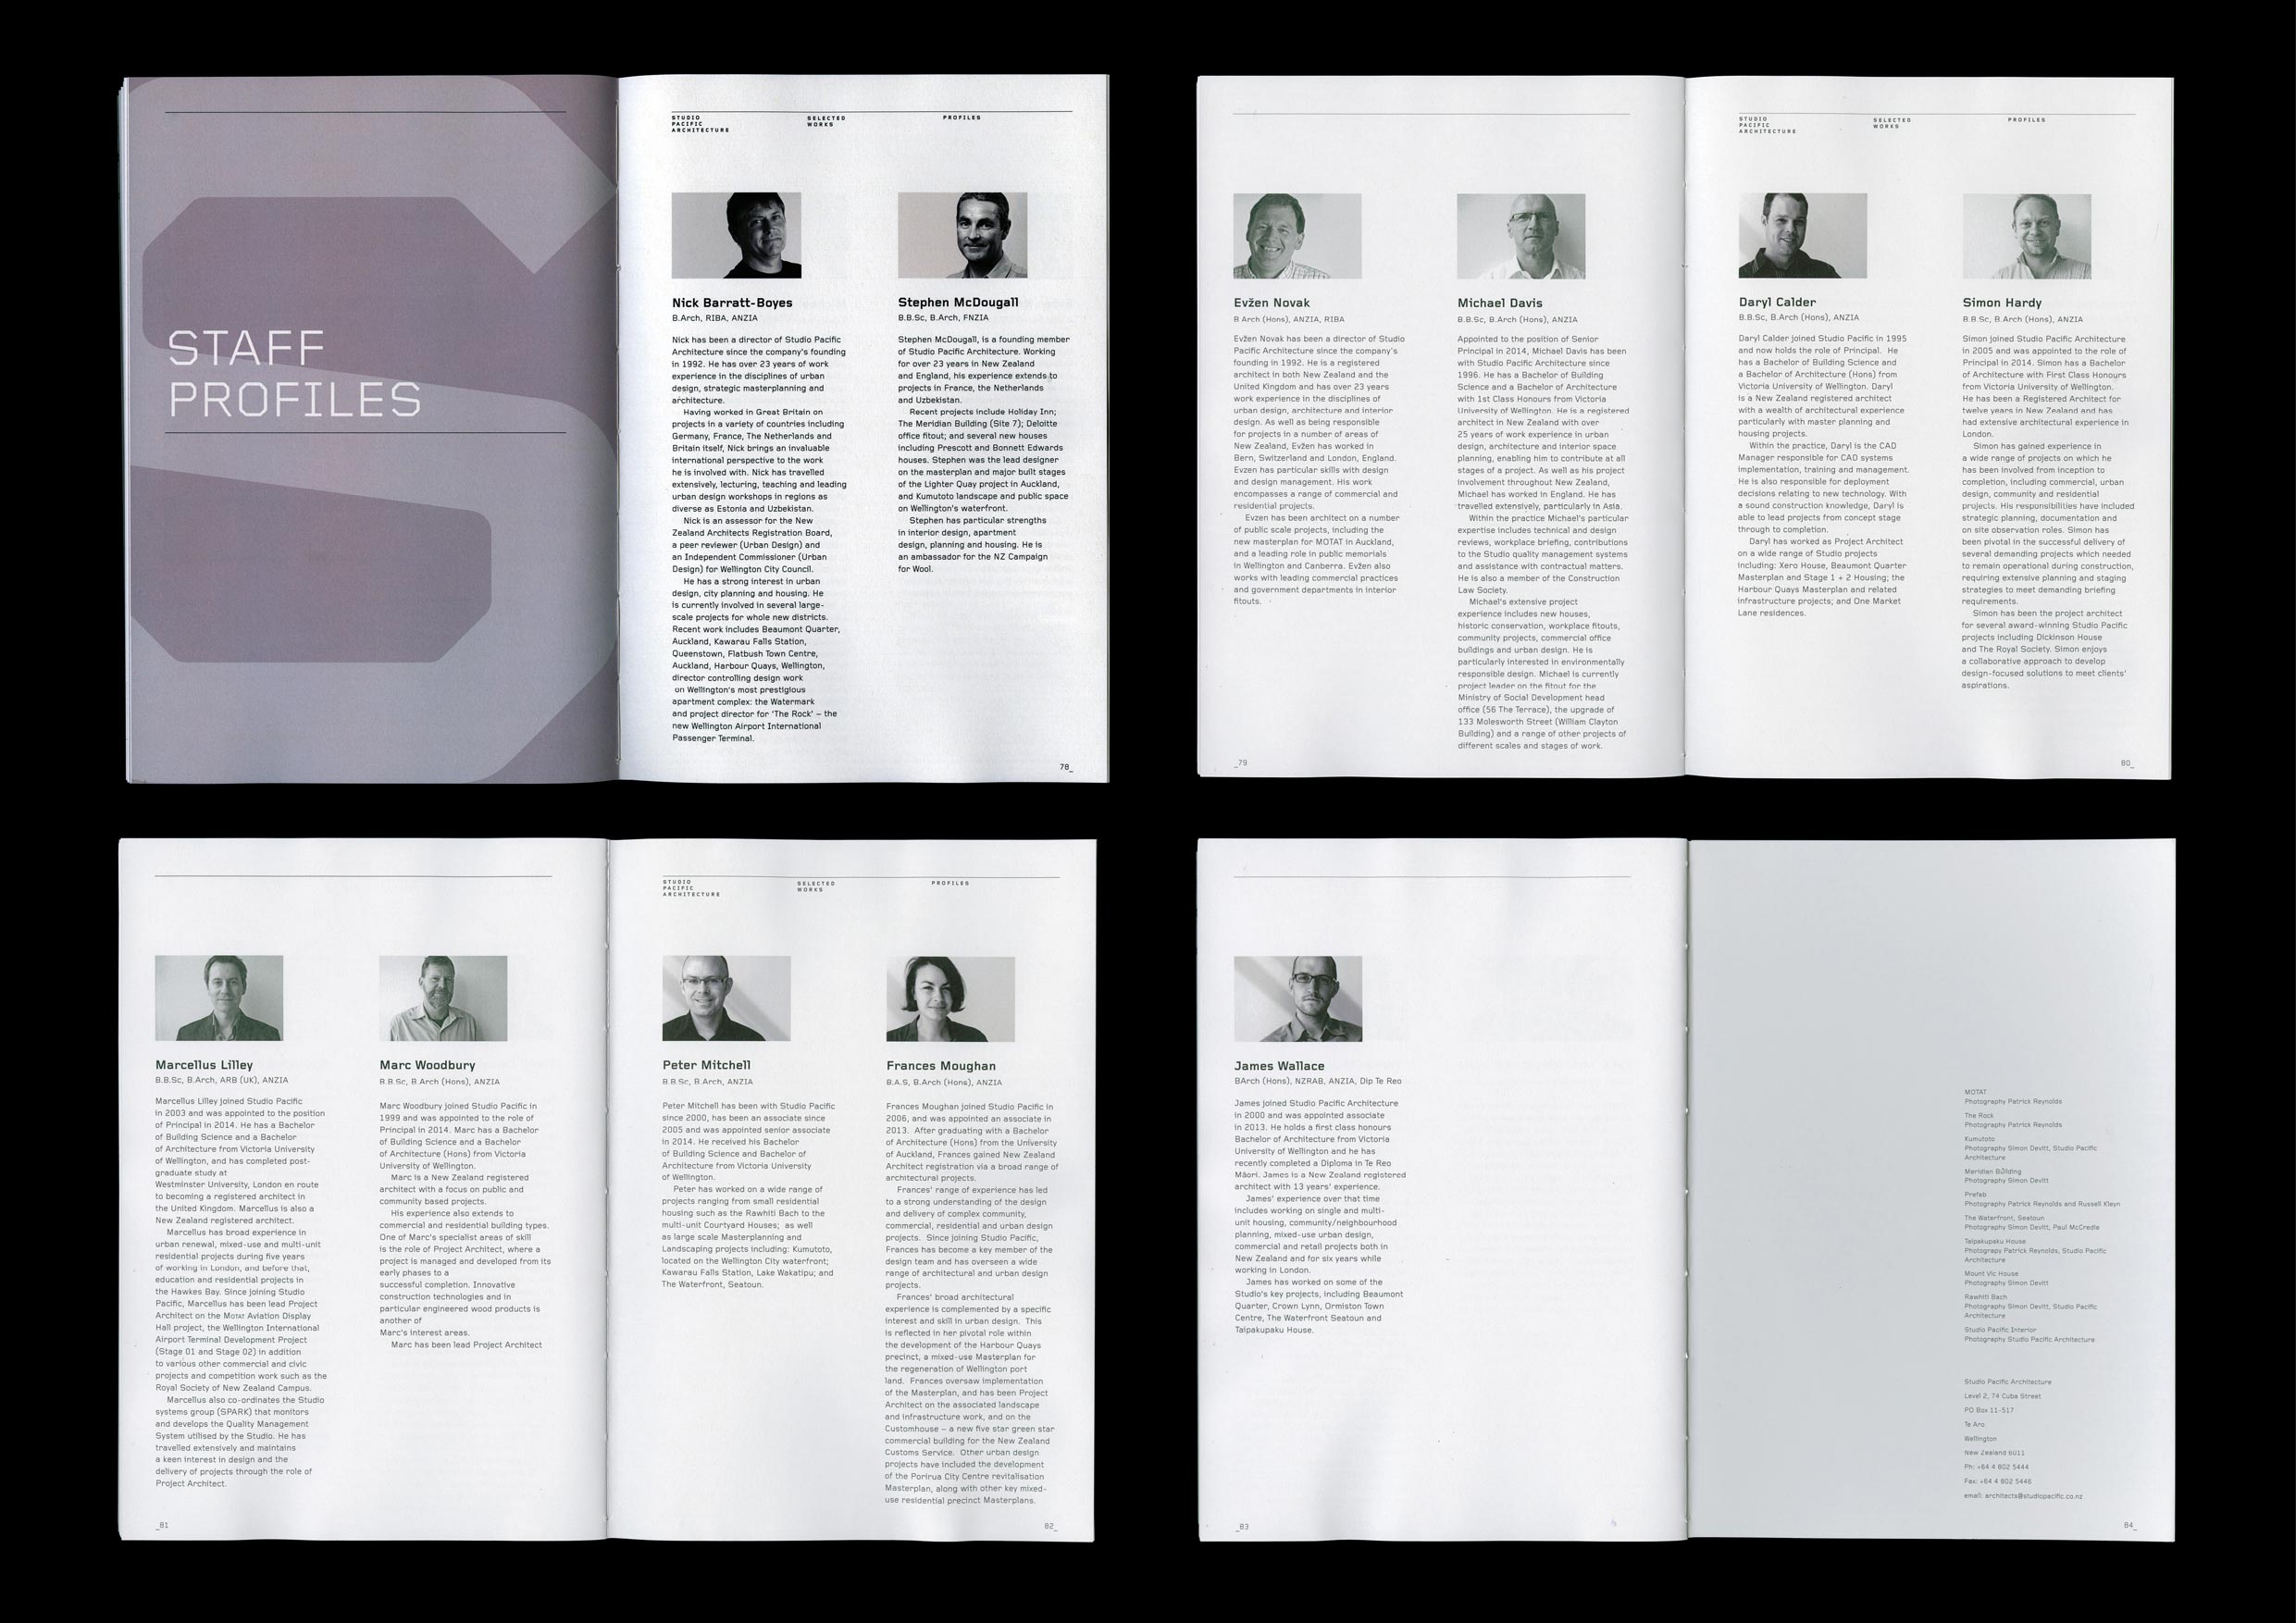 STAFF
PROFILES
STUDIO
PACIFIC
ARCHITECTURE
SELECTED
WORKS
PROFILES
Nick Barratt-Boyes
B.Arch, RIBA, ANZIA
Nick has been a director of Studio Pacific
Architecture since the company's founding
in 1992. He has over 23 years of work
experience in the disciplines of urban
design, strategic masterplanning and
architecture.
Having worked in Great Britain on
projects in a variety of countries including
Germany, France, The Netherlands and
Britain itself, Nick brings an invaluable
international perspective to the work
he is involved with. Nick has travelled
extensively, lecturing, teaching and leading
urban design workshops in regions as
diverse as Estonia and Uzbekistan.
Nick is an assessor for the New
Zealand Architects Registration Board,
a peer reviewer (Urban Design) and
an Independent Commissioner (Urban
Design) for Wellington City Council.
He has a strong interest in urban
design, city planning and housing. He
is currently involved in several large-
scale projects for whole new districts.
Recent work includes Beaumont Quarter,
Auckland, Kawarau Falls Station,
Queenstown, Flatbush Town Centre,
Auckland, Harbour Quays, Wellington,
director controlling design work
on Wellington's most prestigious
apartment complex: the Watermark
and project director for 'The Rock' – the
new Wellington Airport International
Passenger Terminal.
Stephen McDougall
B.B.Sc, B.Arch, FNZIA
Stephen McDougall, is a founding member
of Studio Pacific Architecture. Working
for over 23 years in New Zealand
and England, his experience extends to
projects in France, the Netherlands
and Uzbekistan.
Recent projects include Holiday Inn;
The Meridian Building (Site 7); Deloitte
office fitout; and several new houses
including Prescott and Bonnett Edwards
houses. Stephen was the lead designer
on the masterplan and major built stages
of the Lighter Quay project in Auckland,
and Kumutoto landscape and public space
on Wellington's waterfront.
Stephen has particular strengths
in interior design, apartment
design, planning and housing. He is
an ambassador for the NZ Campaign
for Wool.
78_
Evžen Novak
B Arch (Hons), ANZIA, RIBA
Evžen Novak has been a director of Studio
Pacific Architecture since the company's
founding in 1992. He is a registered
architect in both New Zealand and the
United Kingdom and has over 23 years
work experience in the disciplines of
urban design, architecture and interior
design. As well as being responsible
for projects in a number of areas of
New Zealand, Evžen has worked in
Bern, Switzerland and London, England.
Evzen has particular skills with design
and design management. His work
encompasses a range of commercial and
residential projects.
Evzen has been architect on a number
of public scale projects, including the
new masterplan for MOTAT in Auckland,
and a leading role in public memorials
in Wellington and Canberra. Evžen also
works with leading commercial practices
and government departments in interior
fitouts.
Michael Davis
B.B.Sc, B.Arch (Hons), ANZIA
Appointed to the position of Senior
Principal in 2014, Michael Davis has been
with Studio Pacific Architecture since
1996. He has a Bachelor of Building
Science and a Bachelor of Architecture
with 1st Class Honours from Victoria
University of Wellington. He is a registered
architect in New Zealand with over
25 years of work experience in urban
design, architecture and interior space
planning, enabling him to contribute at all
stages of a project. As well as his project
involvement throughout New Zealand,
Michael has worked in England. He has
travelled extensively, particularly in Asia.
Within the practice Michael's particular
expertise includes technical and design
reviews, workplace briefing, contributions
to the Studio quality management systems
and assistance with contractual matters.
He is also a member of the Construction
Law Society.
Michael's extensive project
experience includes new houses,
historic conservation, workplace fitouts,
community projects, commercial office
buildings and urban design. He is
particularly interested in environmentally
responsible design. Michael is currently
project leader on the fitout for the
Ministry of Social Development head
office (56 The Terrace), the upgrade of
133 Molesworth Street (William Clayton
Building) and a range of other projects of
different scales and stages of work.
_79
STUDIO
PACIFIC
ARCHITECTURE
SELECTED
WORKS
PROFILES
Daryl Calder
B.B.Sc, B.Arch (Hons), ANZIA
Daryl Calder joined Studio Pacific in 1995
and now holds the role of Principal. He
has a Bachelor of Building Science and
a Bachelor of Architecture (Hons) from
Victoria University of Wellington. Daryl
is a New Zealand registered architect
with a wealth of architectural experience
particularly with master planning and
housing projects.
Within the practice, Daryl is the CAD
Manager responsible for CAD systems
implementation, training and management.
He is also responsible for deployment
decisions relating to new technology. With
a sound construction knowledge, Daryl is
able to lead projects from concept stage
through to completion.
Daryl has worked as Project Architect
on a wide range of Studio projects
including: Xero House, Beaumont Quarter
Masterplan and Stage 1 + 2 Housing; the
Harbour Quays Masterplan and related
infrastructure projects; and One Market
Lane residences.
Simon Hardy
B.B.Sc, B.Arch (Hons), ANZIA
Simon joined Studio Pacific Architecture
in 2005 and was appointed to the role of
Principal in 2014. Simon has a Bachelor
of Architecture with First Class Honours
from Victoria University of Wellington.
He has been a Registered Architect for
twelve years in New Zealand and has
had extensive architectural experience in
London.
Simon has gained experience in
a wide range of projects on which he
has been involved from inception to
completion, including commercial, urban
design, community and residential
projects. His responsibilities have included
strategic planning, documentation and
on site observation roles. Simon has
been pivotal in the successful delivery of
several demanding projects which needed
to remain operational during construction,
requiring extensive planning and staging
strategies to meet demanding briefing
requirements.
Simon has been the project architect
for several award-winning Studio Pacific
projects including Dickinson House
and The Royal Society. Simon enjoys
a collaborative approach to develop
design-focused solutions to meet clients'
aspirations.
80_
Marcellus Lilley
B.B.Sc, B.Arch, ARB (UK), ANZIA
Marcellus Lilley joined Studio Pacific
in 2003 and was appointed to the position
of Principal in 2014. He has a Bachelor
of Building Science and a Bachelor
of Architecture from Victoria University
of Wellington, and has completed post-
graduate study at
Westminster University, London en route
to becoming a registered architect in
the United Kingdom. Marcellus is also a
New Zealand registered architect.
Marcellus has broad experience in
urban renewal, mixed-use and multi-unit
residential projects during five years
of working in London, and before that,
education and residential projects in
the Hawkes Bay. Since joining Studio
Pacific, Marcellus has been lead Project
Architect on the Motat Aviation Display
Hall project, the Wellington International
Airport Terminal Development Project
(Stage 01 and Stage 02) in addition
to various other commercial and civic
projects and competition work such as the
Royal Society of New Zealand Campus.
Marcellus also co-ordinates the Studio
systems group (SPARK) that monitors
and develops the Quality Management
System utilised by the Studio. He has
travelled extensively and maintains
a keen interest in design and the
delivery of projects through the role of
Project Architect.
Marc Woodbury
B.B.Sc, B.Arch (Hons), ANZIA
Marc Woodbury joined Studio Pacific in
1999 and was appointed to the role of
Principal in 2014. Marc has a Bachelor
of Building Science and a Bachelor
of Architecture (Hons) from Victoria
University of Wellington.
Marc is a New Zealand registered
architect with a focus on public and
community based projects.
His experience also extends to
commercial and residential building types.
One of Marc's specialist areas of skill
is the role of Project Architect, where a
project is managed and developed from its
early phases to a
successful completion. Innovative
construction technologies and in
particular engineered wood products is
another of
Marc's interest areas.
Marc has been lead Project Architect
_81
STUDIO
PACIFIC
ARCHITECTURE
SELECTED
WORKS
PROFILES
Peter Mitchell
B.B.Sc, B.Arch, ANZIA
Peter Mitchell has been with Studio Pacific
since 2000, has been an associate since
2005 and was appointed senior associate
in 2014. He received his Bachelor
of Building Science and Bachelor of
Architecture from Victoria University
of Wellington.
Peter has worked on a wide range of
projects ranging from small residential
housing such as the Rawhiti Bach to the
multi-unit Courtyard Houses; as well
as large scale Masterplanning and
Landscaping projects including: Kumutoto,
located on the Wellington City waterfront;
Kawarau Falls Station, Lake Wakatipu; and
The Waterfront, Seatoun.
Frances Moughan
B.A.S, B.Arch (Hons), ANZIA
Frances Moughan joined Studio Pacific in
2006, and was appointed an associate in
2013. After graduating with a Bachelor
of Architecture (Hons) from the University
of Auckland, Frances gained New Zealand
Architect registration via a broad range of
architectural projects.
Frances' range of experience has led
to a strong understanding of the design
and delivery of complex community,
commercial, residential and urban design
projects. Since joining Studio Pacific,
Frances has become a key member of the
design team and has overseen a wide
range of architectural and urban design
projects.
Frances' broad architectural
experience is complemented by a specific
interest and skill in urban design. This
is reflected in her pivotal role within
the development of the Harbour Quays
precinct, a mixed-use Masterplan for
the regeneration of Wellington port
land. Frances oversaw implementation
of the Masterplan, and has been Project
Architect on the associated landscape
and infrastructure work, and on the
Customhouse – a new five star green star
commercial building for the New Zealand
Customs Service. Other urban design
projects have included the development
of the Porirua City Centre revitalisation
Masterplan, along with other key mixed-
use residential precinct Masterplans.
82_
James Wallace
BArch (Hons), NZRAB, ANZIA, Dip Te Reo
James joined Studio Pacific Architecture
in 2000 and was appointed associate
in 2013. He holds a first class honours
Bachelor of Architecture from Victoria
University of Wellington and he has
recently completed a Diploma in Te Reo
Māori. James is a New Zealand registered
architect with 13 years' experience.
James' experience over that time
includes working on single and multi-
unit housing, community/neighbourhood
planning, mixed-use urban design,
commercial and retail projects both in
New Zealand and for six years while
working in London.
James has worked on some of the
Studio's key projects, including Beaumont
Quarter, Crown Lynn, Ormiston Town
Centre, The Waterfront Seatoun and
Taipakupaku House.
_83
MOTAT
Photography Patrick Reynolds
The Rock
Photography Patrick Reynolds
Kumutoto
Photography Simon Devitt, Studio Pacific
Architecture
Meridian Building
Photography Simon Devitt
Prefab
Photography Patrick Reynolds and Russell Kleyn
The Waterfront, Seatoun
Photography Simon Devitt, Paul McCredie
Taipakupaku House
Photograpy Patrick Reynolds, Studio Pacific
Architecture
Mount Vic House
Photography Simon Devitt
Rawhiti Bach
Photography Simon Devitt, Studio Pacific
Architecture
Studio Pacific Interior
Photography Studio Pacific Architecture
Studio Pacific Architecture
Level 2, 74 Cuba Street
PO Box 11-517
Te Aro
Wellington
New Zealand 6011
Ph: +64 4 802 5444
Fax: +64 4 802 5446
email: architects@studiopacific.co.nz
84_